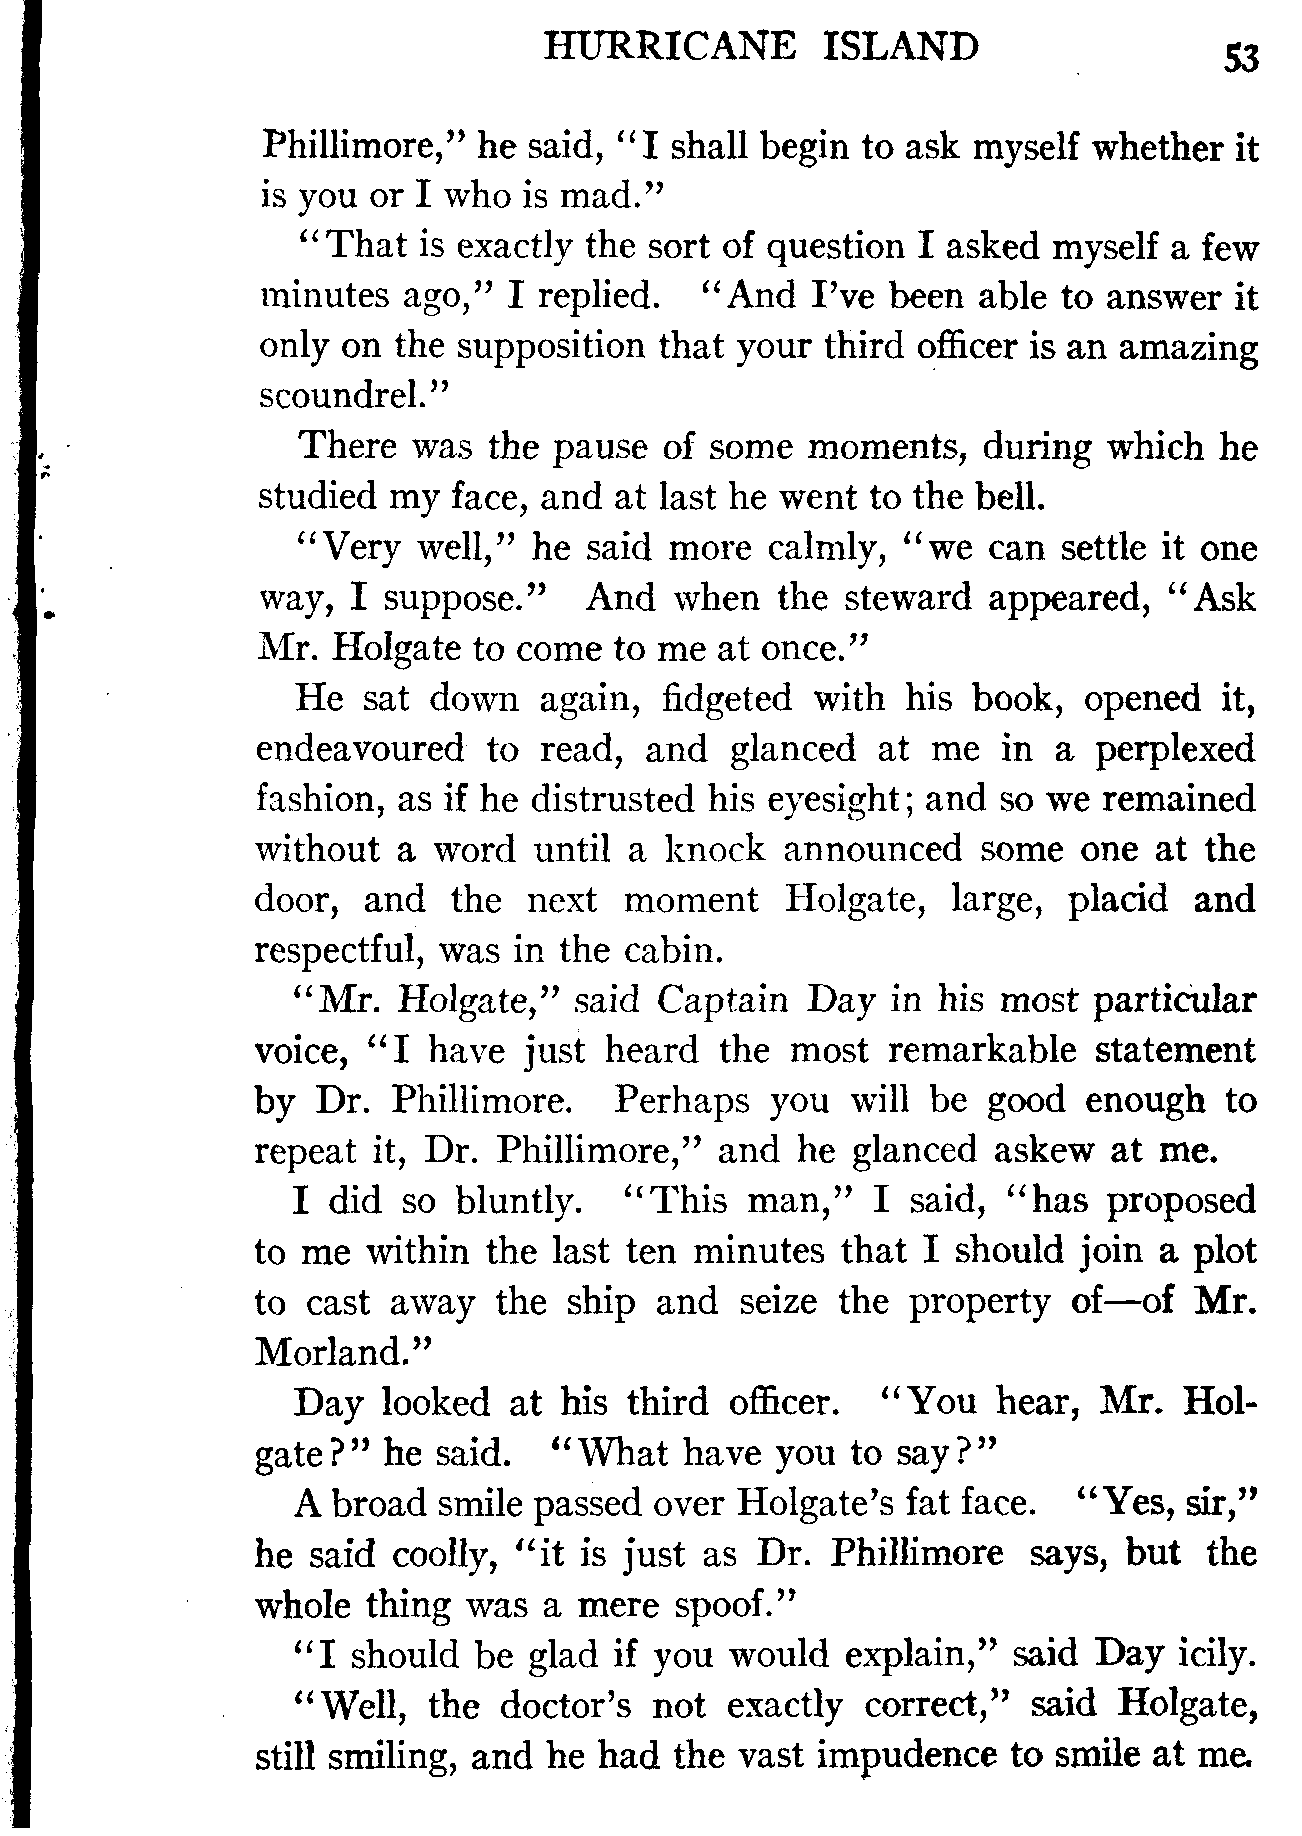 HURRICANE ISLAND 53
Phillimore," he said, "I shall begin to ask myself whether it
is you or I who is mad."
"That is exactly the sort of question I asked myself a few
minutes ago," I replied. "And I've been able to answer it
only on the supposition that your third officer is an amazing
scoundrel."
There was the pause of some moments, during which he
studied my face, and at last he went to the bell.
"Very well," he said more calmly, "we can settle it one
way, I suppose." And when the steward appeared, "Ask
Mr. Holgate to come to me at once."
He sat down again, fidgeted with his book, opened it,
endeavoured to read, and glanced at me in a perplexed
fashion, as if he distrusted his eyesight; and so we remained
without a word until a knock announced some one at the
door, and the next moment Holgate, large, placid and
respectful, was in the cabin.
"Mr. Holgate," said Captain Day in his most particular
voice, "I have just heard the most remarkable statement
by Dr. Phillimore. Perhaps you will be good enough to
repeat it, Dr. Phillimore," and he glanced askew at me.
I did so bluntly. "This man," I said, "has proposed
to me within the last ten minutes that I should join a plot
to cast away the ship and seize the property of—of Mr.
Morland."
Day looked at his third officer. "You hear, Mr. Hol-
gate?" he said. "What have you to say?"
A broad smile passed over Holgate's fat face. "Yes, sir,"
he said coolly, "it is just as Dr. Phillimore says, but the
whole thing was a mere spoof."
"I should be glad if you would explain," said Day icily.
"Well, the doctor's not exactly correct," said Holgate,
still smiling, and he had the vast impudence to smile at me.